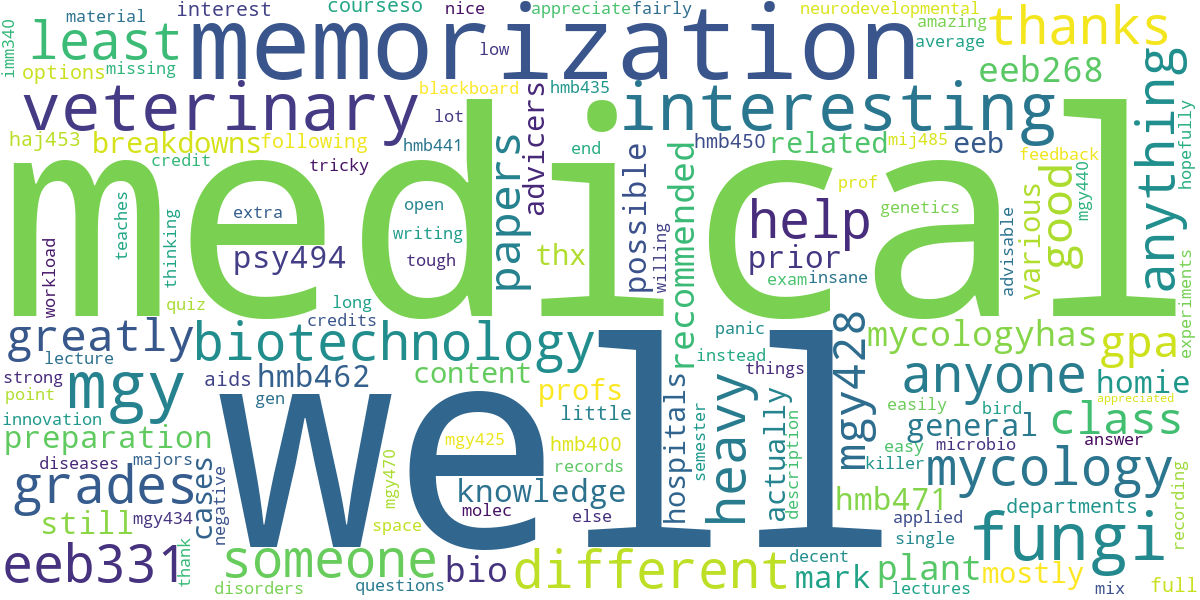 material
interest
courseso
nice
appreciate
fairly
neurodevelopmental
thanks
imm340
least
memorization
low
amazing
average
options
missing
eeb268
veterinary
blackboard
hmb435
interesting
anything
haj453
breakdowns
following
lot
advicers
hmb441
papers
end
possible
recommended
hmb450
related
mij485
eeb
feedback
hopefully
medical
credit
tricky
teaches
thinking
extra
open
writing
psy494
tough
thx
willing
help
prior
prof
genetics
exam
insane
advisable
various
good
mgy440
experiments
workload
quiz
long
credits
greatly
biotechnology
lecture
strong
point
innovation
mgy
aids
gen
hmb462
content
profs
little
panic
instead
things
hospitals
heavy
semester
actually
description
mgy428
mycologyhas
gpa
anyone
homie
easily
bird
appreciated
general
class
preparation
diseases
majors
grades
cases
negative
mgy434
still
thank
eeb331
someone
disorders
questions
bio
Well
mgy425
mgy470
space
knowledge
molec
hmb400
records
else
different
decent
mark
easy
killer
microbio
answer
mycology
hmb471
applied
single
departments
recording
fungi
plant
lectures
mostly
mix
full